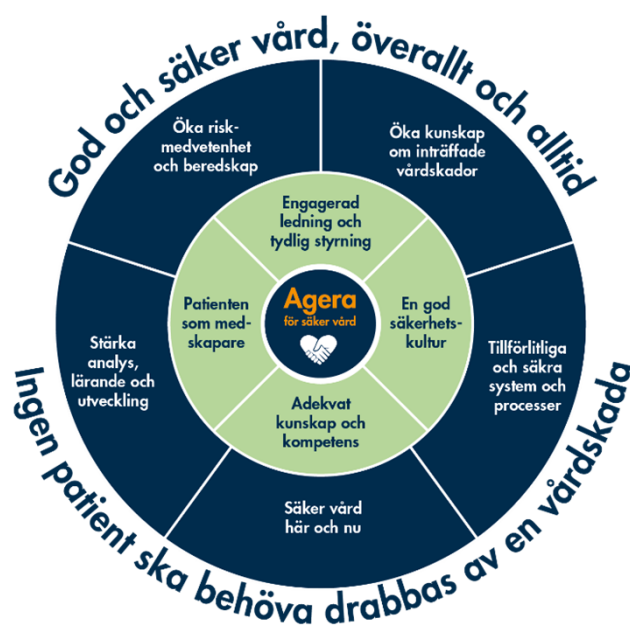 God och säker vård, överallt och alltid
Öka risk-
medvetenhet
och beredskap
Öka kunskap
om inträffade
vårdskador
Engagerad
ledning och
tydlig styrning
Patienten
som med-
skapare
Agera
för säker vård
En god
säkerhets-
kultur
Stärka
analys,
lärande och
utveckling
Tillförlitliga
och säkra
system och
processer
Adekvat
kunskap och
kompetens
Säker vård
här och nu
Ingen patient ska behöva drabbas av en vårdskada